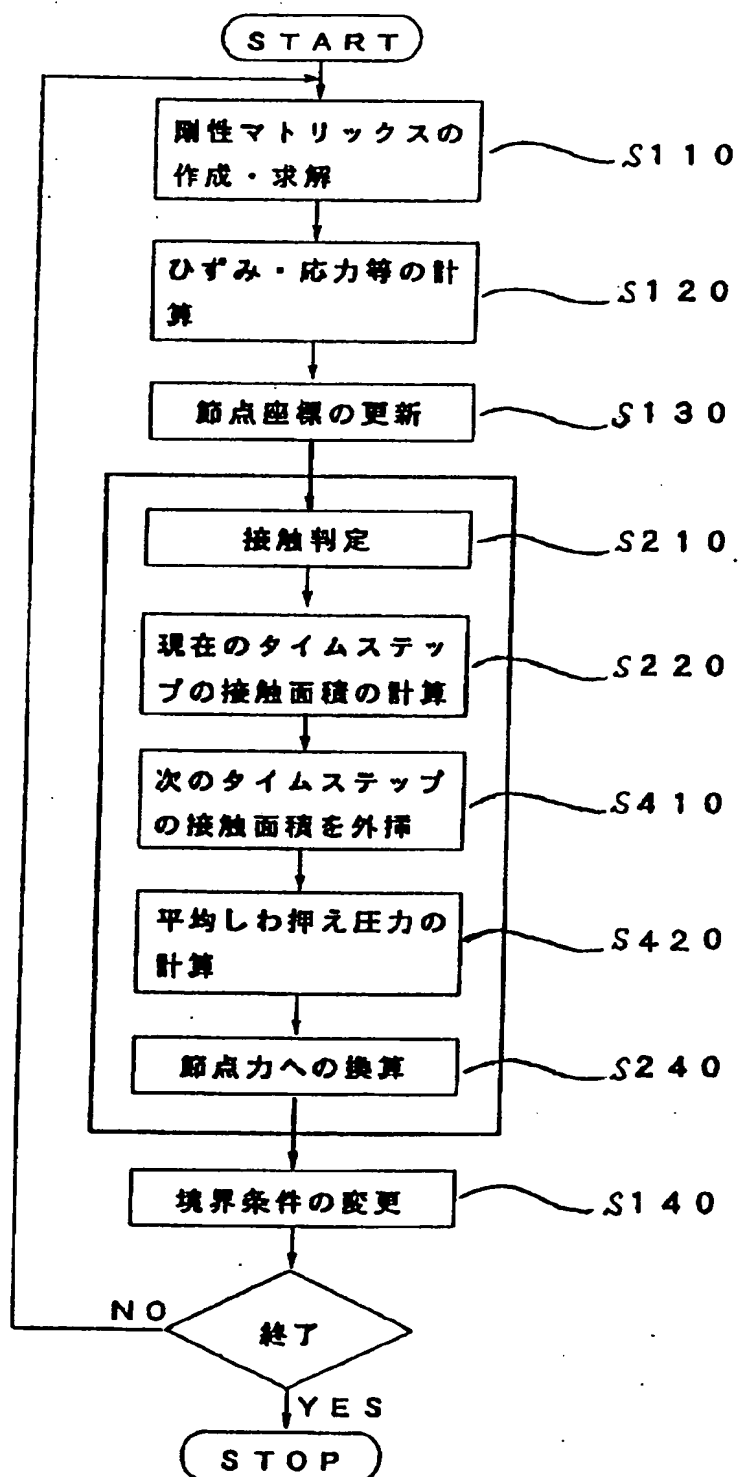 START
剛性マトリックスの
作成・求解
S110
ひずみ・応力等の計
算
S120
節点座標の更新
S130
接触判定
S210
現在のタイムステッ
プの接触面積の計算
S220
次のタイムステップ
の接触面積を外挿
S410
平均しわ押え圧力の
計算
S420
節点力への換算
S240
境界条件の変更
S140
終了
NO
YES
STOP